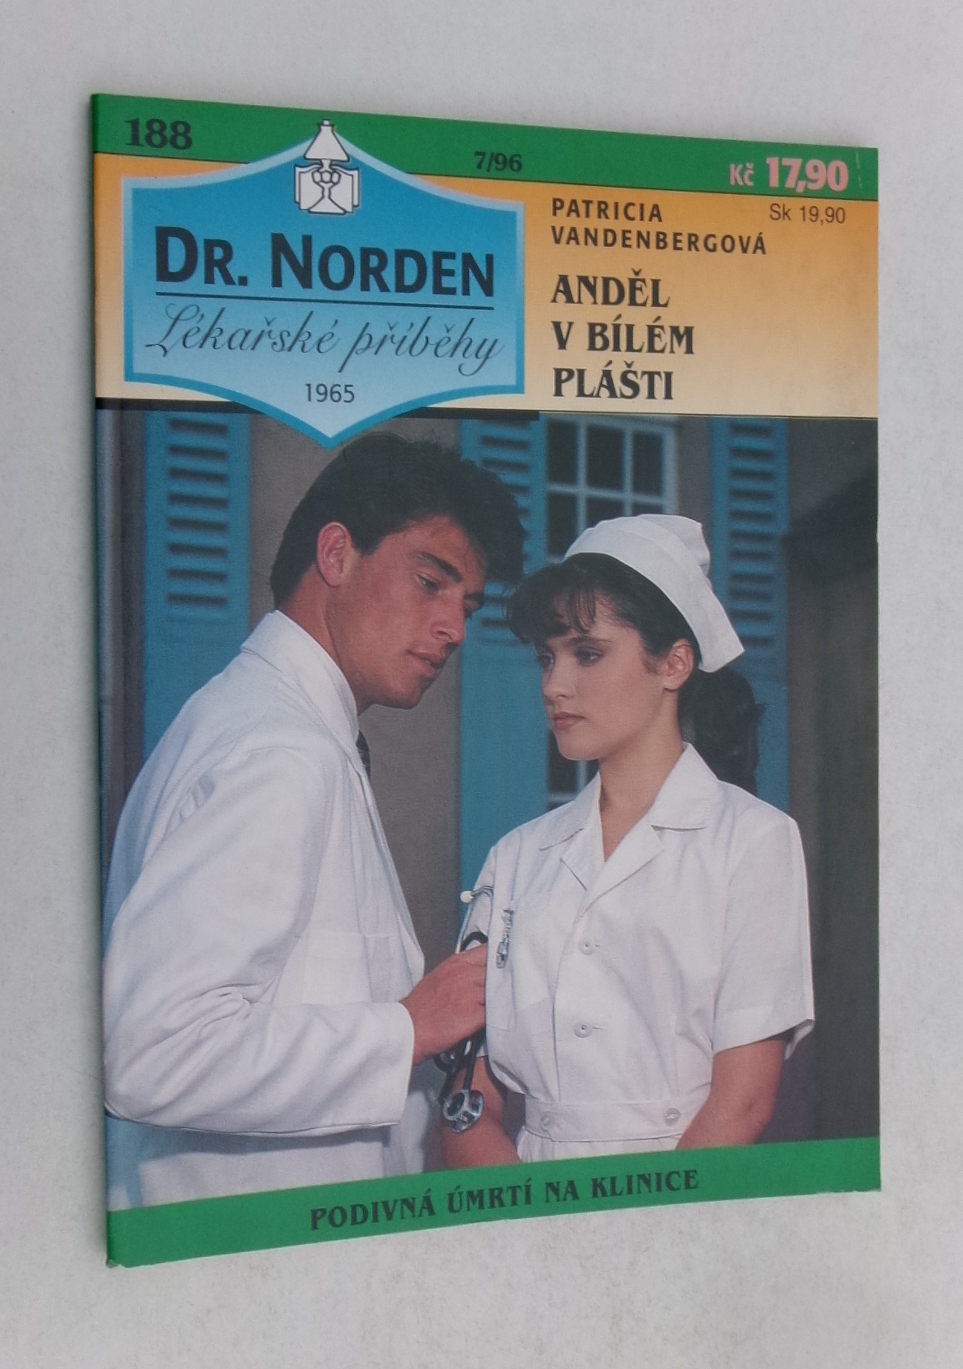 188
7/96
Kč 17,90
Sk 19,90
DR. NORDEN
Lékařské příběhy
1965
PATRICIA
VANDENBERGOVÁ
ANDĚL
V BÍLÉM
PLÁŠTI
PODIVNÁ ÚMRTÍ NA KLINICE